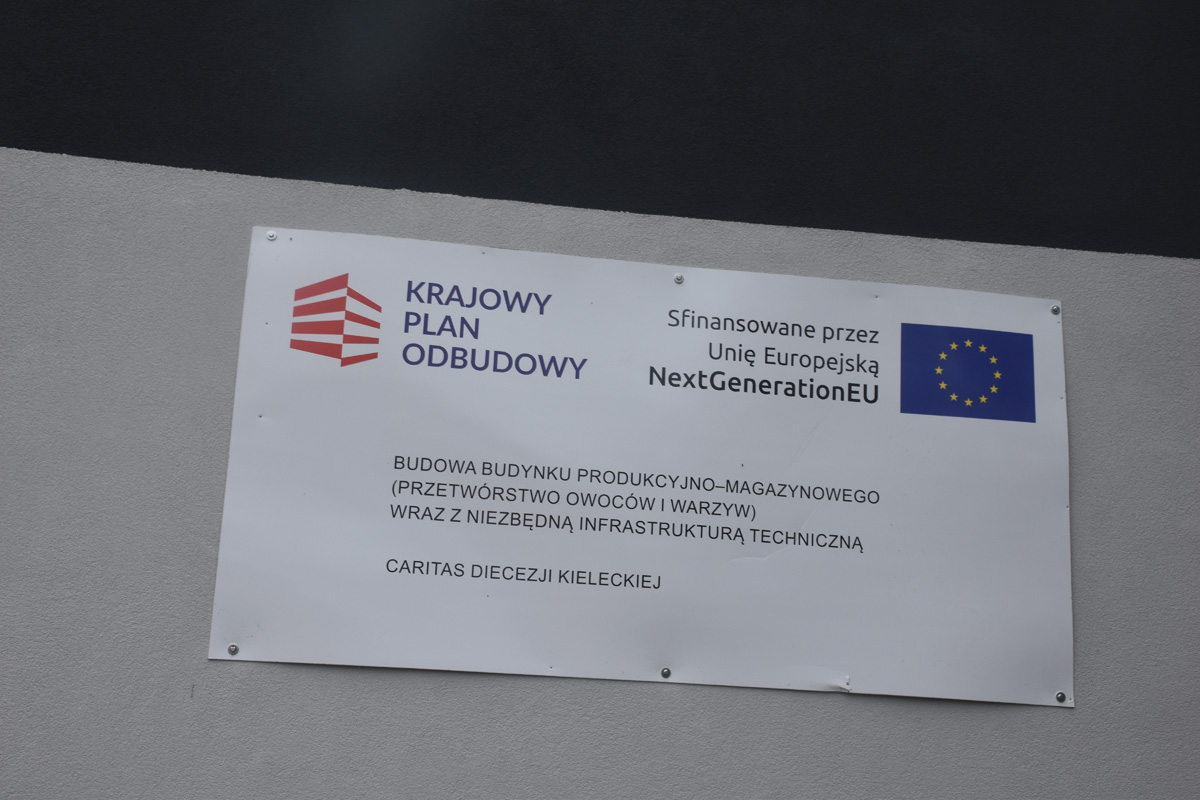 KRAJOWY
PLAN
ODBUDOWY
Sfinansowane przez
Unię Europejską
NextGenerationEU
BUDOWA BUDYNKU PRODUKCYJNO–MAGAZYNOWEGO
(PRZETWÓRSTWO OWOCÓW I WARZYW)
WRAZ Z NIEZBĘDNĄ INFRASTRUKTURĄ TECHNICZNĄ
CARITAS DIECEZJI KIELECKIEJ